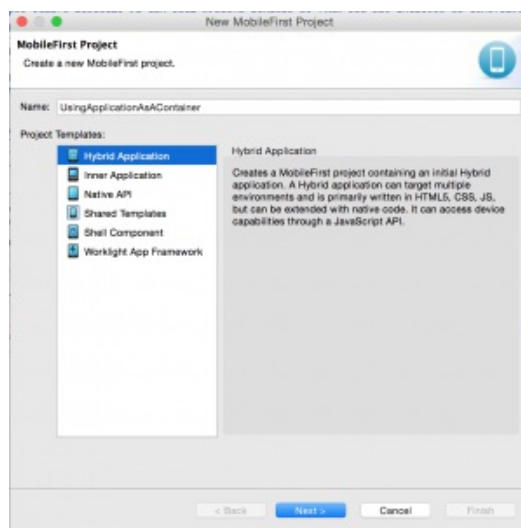 New MobileFirst Project
MobileFirst Project
Create a new MobileFirst project.
Name: UsingApplicationAsAContainer
Project Templates:
Hybrid Application
Inner Application
Native API
Shared Templates
Shell Component
Worklight App Framework
Hybrid Application
Creates a MobileFirst project containing an initial Hybrid
application. A Hybrid application can target multiple
environments and is primarily written in HTML5, CSS, JS,
but can be extended with native code. It can access device
capabilities through a JavaScript API.
< Back Next > Cancel Finish